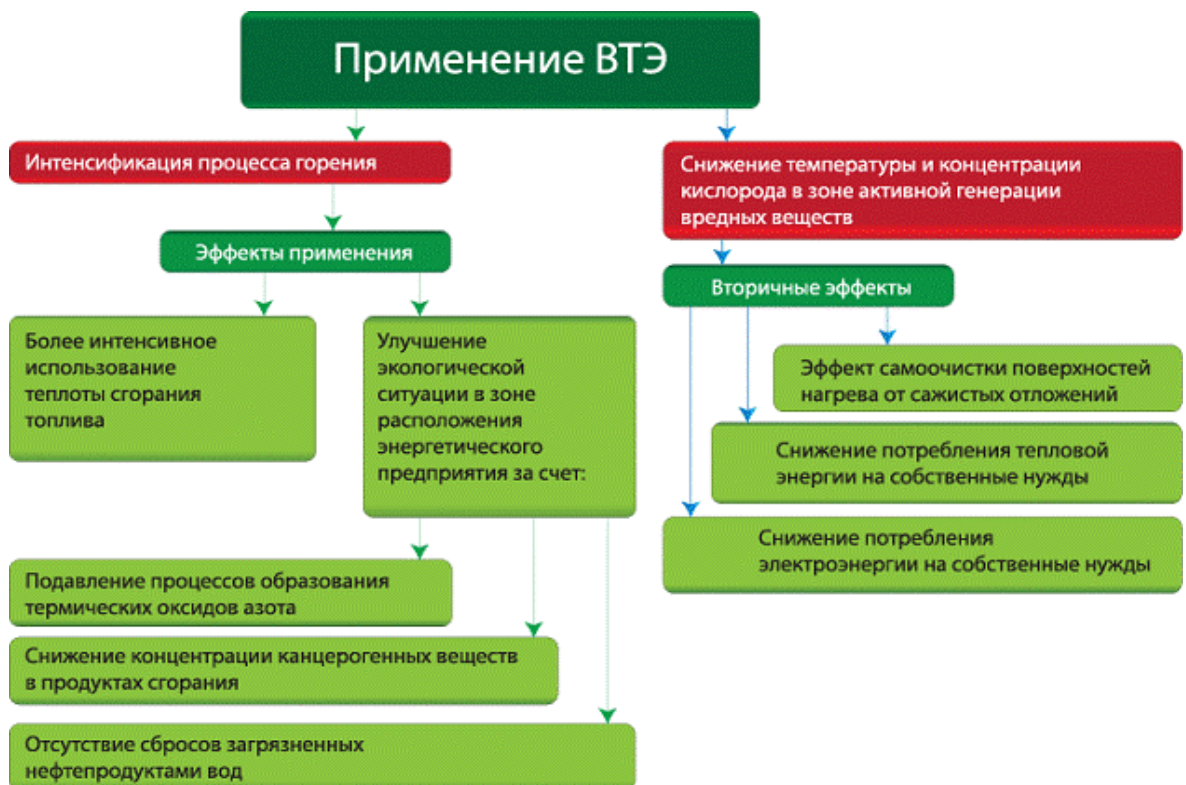 Применение ВТЭ
Интенсификация процесса горения
Эффекты применения
Более интенсивное
использование
теплоты сгорания
топлива
Улучшение
экологической
ситуации в зоне
расположения
энергетического
предприятия за счет:
Подавление процессов образования
термических оксидов азота
Снижение концентрации канцерогенных веществ
в продуктах сгорания
Отсутствие сбросов загрязненных
нефтепродуктами вод
Снижение температуры и концентрации
кислорода в зоне активной генерации
вредных веществ
Вторичные эффекты
Эффект самоочистки поверхностей
нагрева от сажистых отложений
Снижение потребления тепловой
энергии на собственные нужды
Снижение потребления
электроэнергии на собственные нужды